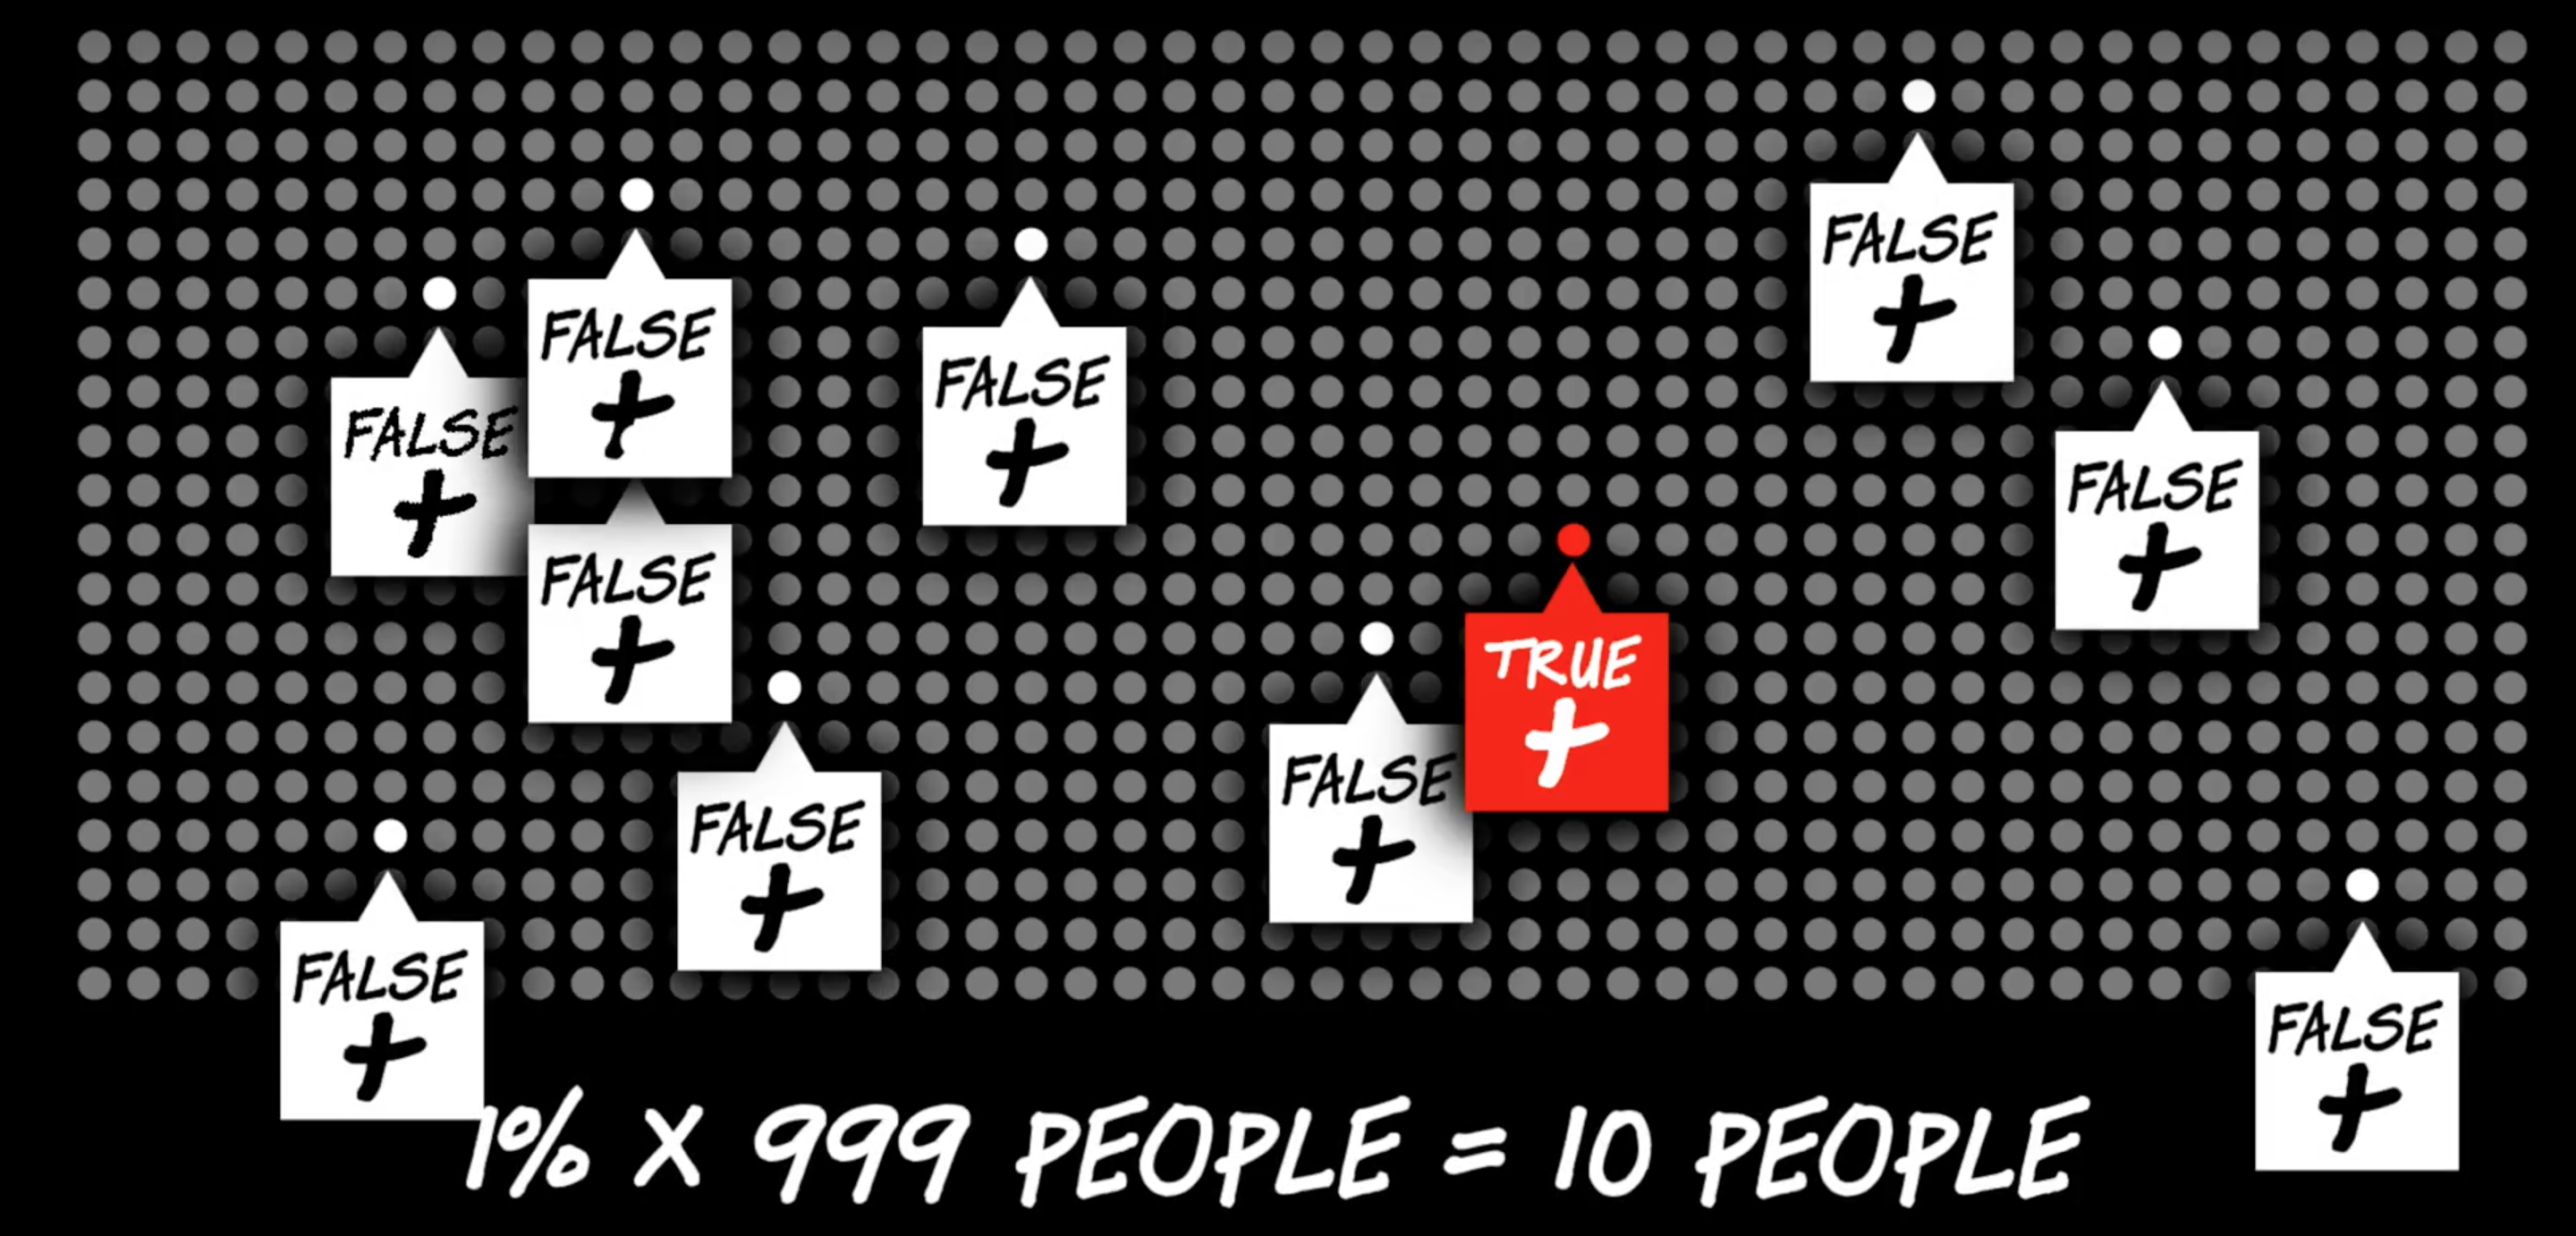 FALSE
+
FALSE
+
FALSE
+
FALSE
+
FALSE
+
FALSE
+
FALSE
+
TRUE
+
FALSE
+
FALSE
+
FALSE
+
1% X 999 PEOPLE = 10 PEOPLE